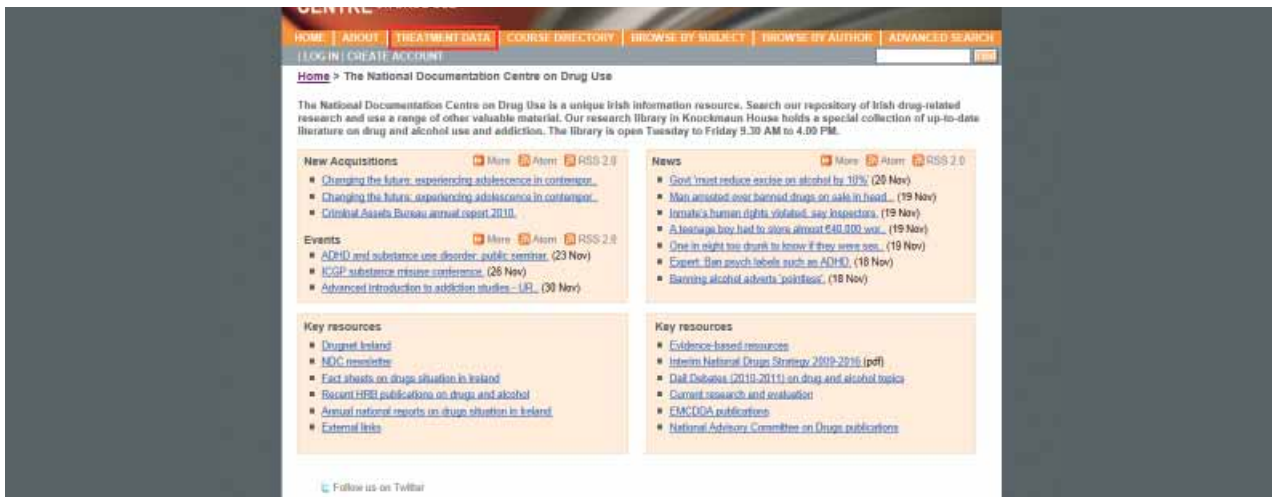 CENTRE
HOME | ABOUT | TREATMENT DATA | COURSE DIRECTORY | BROWSE BY SUBJECT | BROWSE BY AUTHOR | ADVANCED SEARCH
| LOG IN | CREATE ACCOUNT
Home > The National Documentation Centre on Drug Use
The National Documentation Centre on Drug Use is a unique Irish information resource. Search our repository of Irish drug-related
research and use a range of other valuable material. Our research library in Knockmaun House holds a special collection of up-to-date
literature on drug and alcohol use and addiction. The library is open Tuesday to Friday 9.30 AM to 4.00 PM.
New Acquisitions More Atom RSS 2.0
Changing the future: experiencing adolescence in contempor...
Changing the future: experiencing adolescence in contempor...
Criminal Assets Bureau annual report 2010.
Events More Atom RSS 2.0
ADHD and substance use disorder: public seminar. (23 Nov)
ICGP substance misuse conference. (26 Nov)
Advanced introduction to addiction studies - UR... (30 Nov)
News More Atom RSS 2.0
Govt 'must reduce excise on alcohol by 10%' (20 Nov)
Man arrested over banned drugs on sale in head... (19 Nov)
Inmate's human rights violated, say inspectors. (19 Nov)
A teenage boy had to store almost €40,000 wor... (19 Nov)
One in eight too drunk to know if they were sex... (19 Nov)
Expert: Ban psych labels such as ADHD. (18 Nov)
Banning alcohol adverts 'pointless'. (18 Nov)
Key resources
Drugnet Ireland
NDC newsletter
Fact sheets on drugs situation in Ireland
Recent HRB publications on drugs and alcohol
Annual national reports on drugs situation in Ireland
External links
Key resources
Evidence-based resources
Interim National Drugs Strategy 2009-2016 (pdf)
Dail Debates (2010-2011) on drug and alcohol topics
Current research and evaluation
EMCDDA publications
National Advisory Committee on Drugs publications
Follow us on Twitter